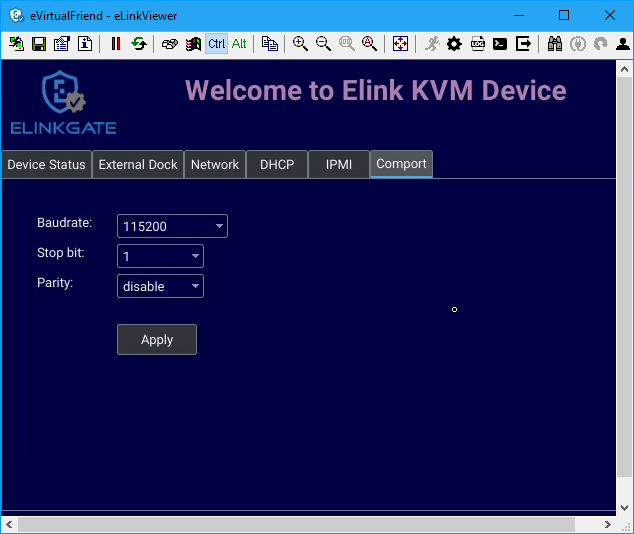 eVirtualFriend - eLinkViewer
Ctrl Alt
ELINKGATE
Welcome to Elink KVM Device
Device Status External Dock Network DHCP IPMI Comport
Baudrate: 115200
Stop bit: 1
Parity: disable
Apply